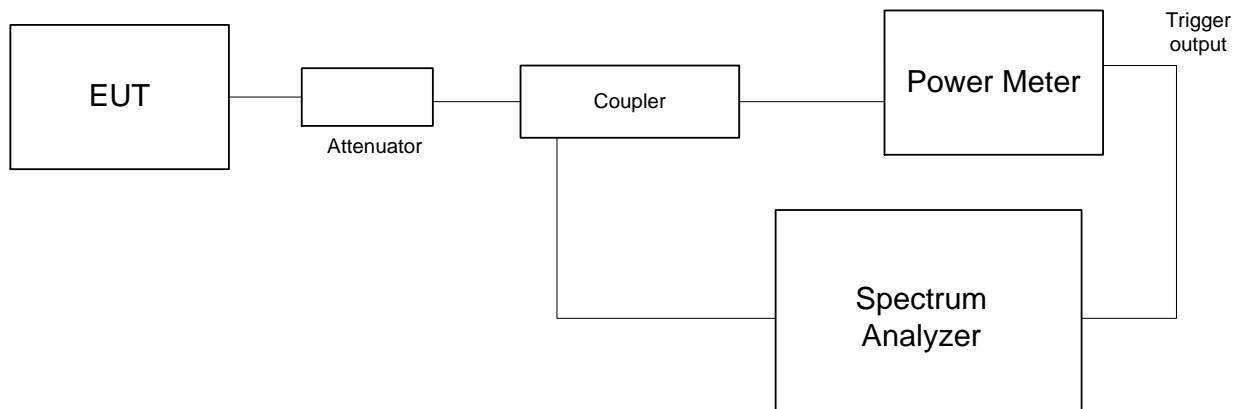 Trigger
output
EUT
Power Meter
Coupler
Attenuator
Spectrum
Analyzer